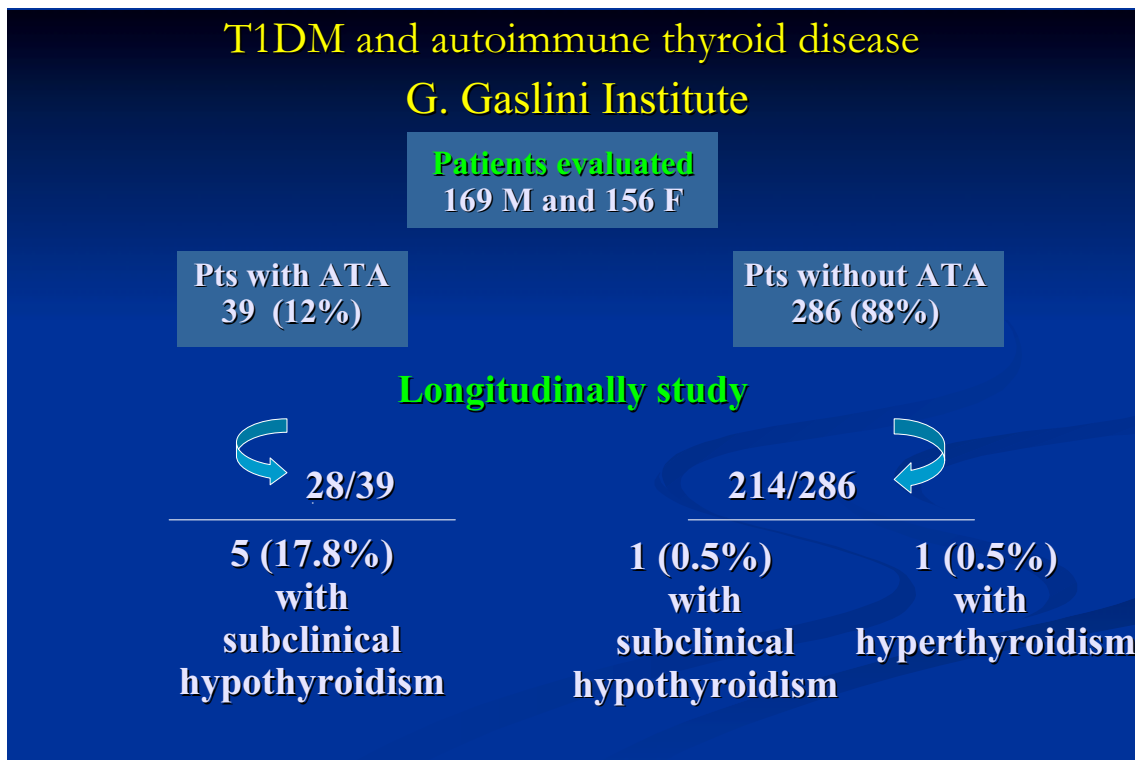 T1DM and autoimmune thyroid disease
G. Gaslini Institute
Patients evaluated
169 M and 156 F
Pts with ATA
39 (12%)
Pts without ATA
286 (88%)
Longitudinally study
28/39
5 (17.8%)
with
subclinical
hypothyroidism
214/286
1 (0.5%)
with
subclinical
hypothyroidism
1 (0.5%)
with
hyperthyroidism